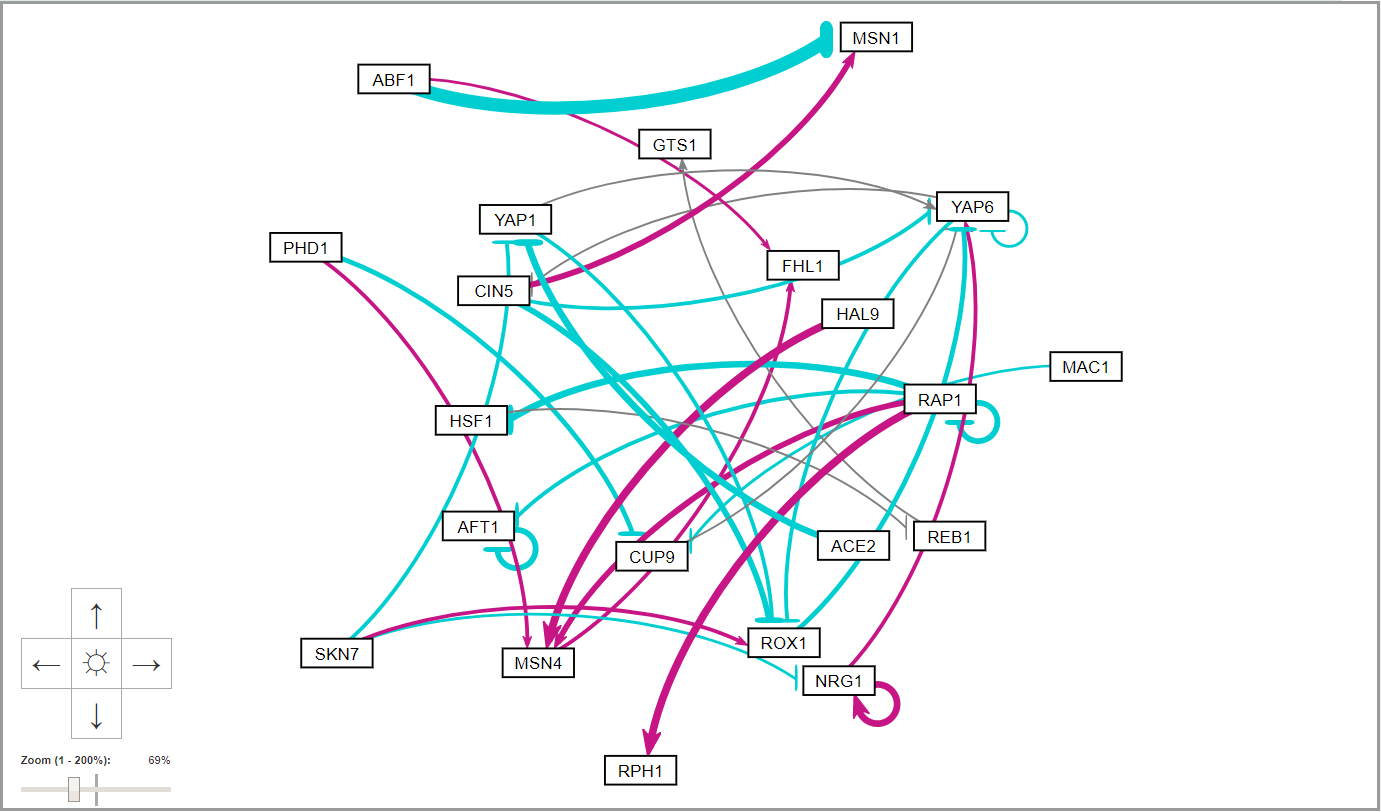 MSN1
ABF1
GTS1
YAP6
YAP1
PHD1
FHL1
CIN5
HAL9
MAC1
RAP1
HSF1
AFT1
REB1
ACE2
CUP9
ROX1
SKN7
MSN4
NRG1
RPH1
Zoom (1 - 200%): 69%